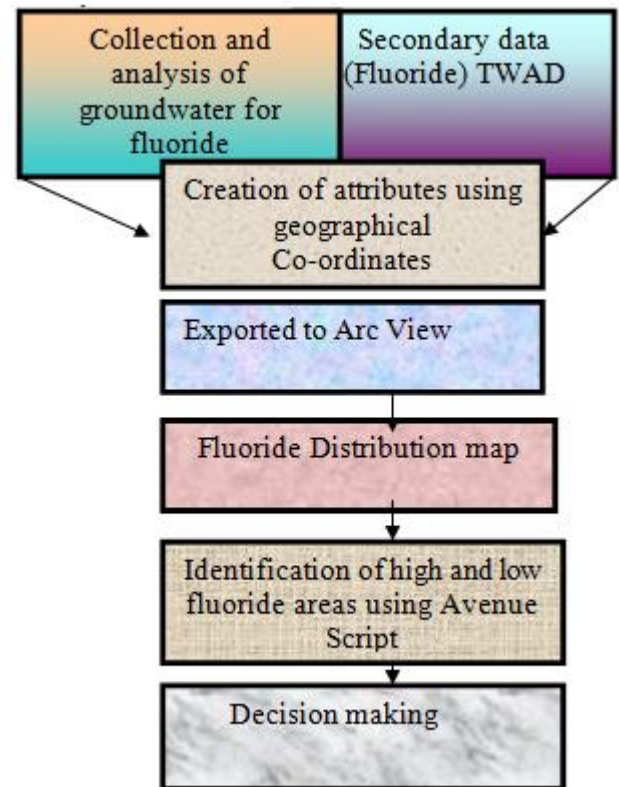 Collection and
analysis of
groundwater for
fluoride
Secondary data
(Fluoride) TWAD
Creation of attributes using
geographical
Co-ordinates
Exported to Arc View
Fluoride Distribution map
Identification of high and low
fluoride areas using Avenue
Script
Decision making